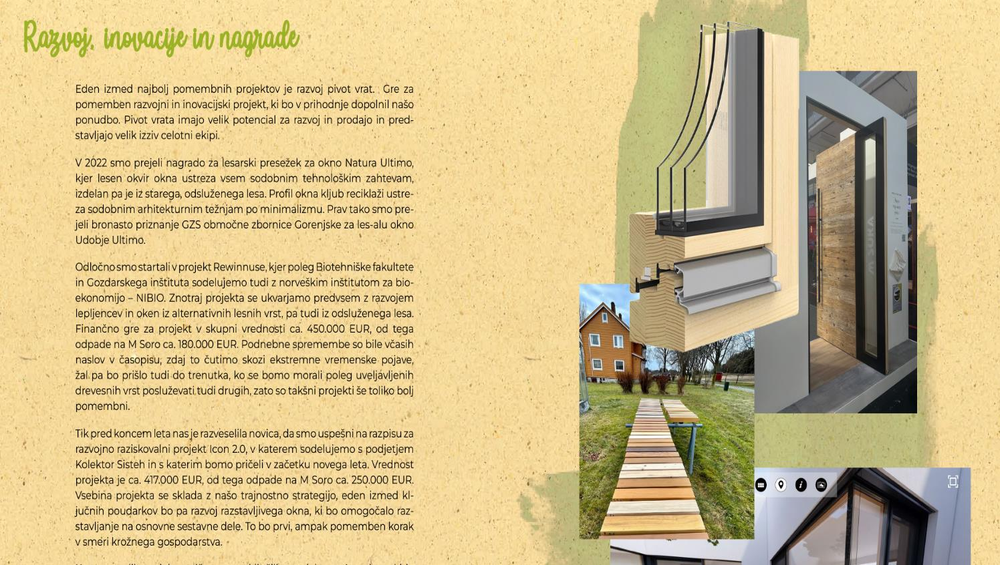 Razvoj, inovacije in nagrade
Eden izmed najbolj pomembnih projektov je razvoj pivot vrat. Gre za
pomemben razvojni in inovacijski projekt, ki bo v prihodnje dopolnil našo
ponudbo. Pivot vrata imajo velik potencial za razvoj in prodajo in pred-
stavljajo velik izziv celotni ekipi.
V 2022 smo prejeli nagrado za lesarski presežek za okno Natura Ultimo,
kjer lesen okvir okna ustreza vsem sodobnim tehnološkim zahtevam,
izdelan pa je iz starega, odsluženega lesa. Profil okna kljub reciklaži ustre-
za sodobnim arhitekturnim težnjam po minimalizmu. Prav tako smo pre-
jeli bronasto priznanje GZS območne zbornice Gorenjske za les-alu okno
Udobje Ultimo.
Odločno smo startali v projekt Rewinnuse, kjer poleg Biotehniške fakultete
in Gozdarskega inštituta sodelujemo tudi z norveškim inštitutom za bio-
ekonomijo – NIBIO. Znotraj projekta se ukvarjamo predvsem z razvojem
lepljencev in oken iz alternativnih lesnih vrst, pa tudi iz odsluženega lesa.
Finančno gre za projekt v skupni vrednosti ca. 450.000 EUR, od tega
odpade na M Soro ca. 180.000 EUR. Podnebne spremembe so bile včasih
naslov v časopisu, zdaj to čutimo skozi ekstremne vremenske pojave,
žal pa bo prišlo tudi do trenutka, ko se bomo morali poleg uveljavljenih
drevesnih vrst posluževati tudi drugih, zato so takšni projekti še toliko bolj
pomembni.
Tik pred koncem leta nas je razveselila novica, da smo uspešni na razpisu za
razvojno raziskovalni projekt Icon 2.0, v katerem sodelujemo s podjetjem
Kolektor Sisteh in s katerim bomo pričeli v začetku novega leta. Vrednost
projekta je ca. 417.000 EUR, od tega odpade na M Soro ca. 250.000 EUR.
Vsebina projekta se sklada z našo trajnostno strategijo, eden izmed kl-
jučnih poudarkov bo pa razvoj razstavljivega okna, ki bo omogočalo raz-
stavljanje na osnovne sestavne dele. To bo prvi, ampak pomemben korak
v smeri krožnega gospodarstva.
M SORA